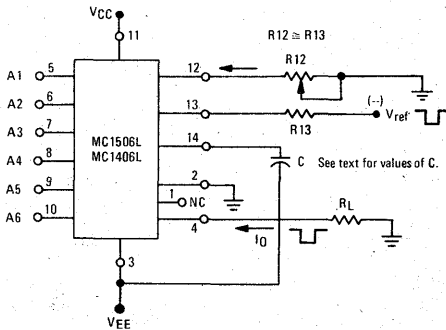 VCC
11
R12 ≅ R13
A1 5
12
R12
A2 6
13
R13
(–) Vref
A3 7
14
MC1506L
MC1406L
A4 8
C
See text for values of C.
A5 9
2
1
NC
A6 10
4
IO
RL
3
VEE